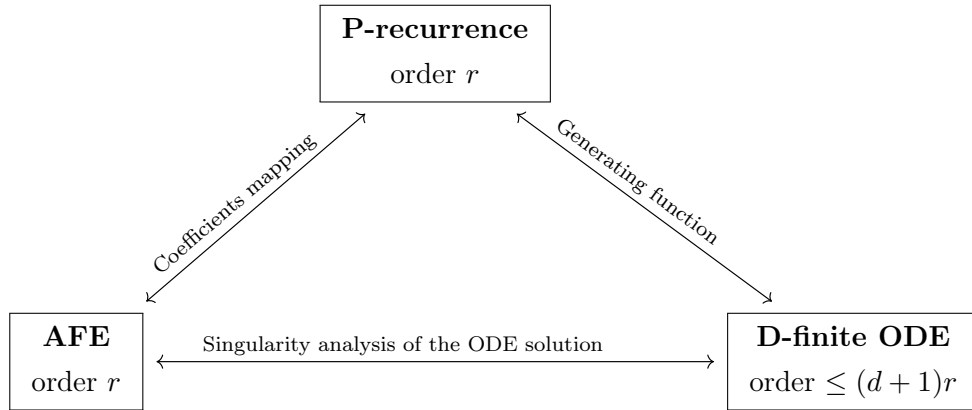 P-recurrence
order r
Coefficients mapping
Generating function
AFE
order r
Singularity analysis of the ODE solution
D-finite ODE
order ≤ (d + 1)r